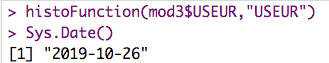 > histoFunction(mod3$USEUR,"USEUR")
> Sys.Date()
[1] "2019-10-26"